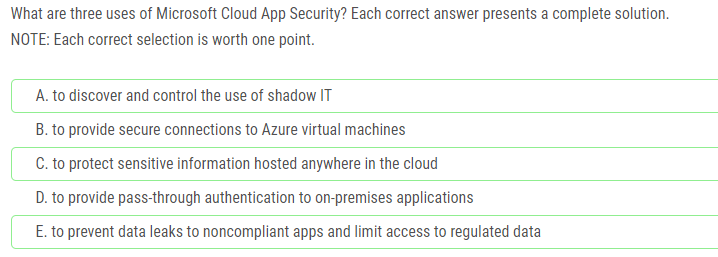 What are three uses of Microsoft Cloud App Security? Each correct answer presents a complete solution.
NOTE: Each correct selection is worth one point.
A. to discover and control the use of shadow IT
B. to provide secure connections to Azure virtual machines
C. to protect sensitive information hosted anywhere in the cloud
D. to provide pass-through authentication to on-premises applications
E. to prevent data leaks to noncompliant apps and limit access to regulated data